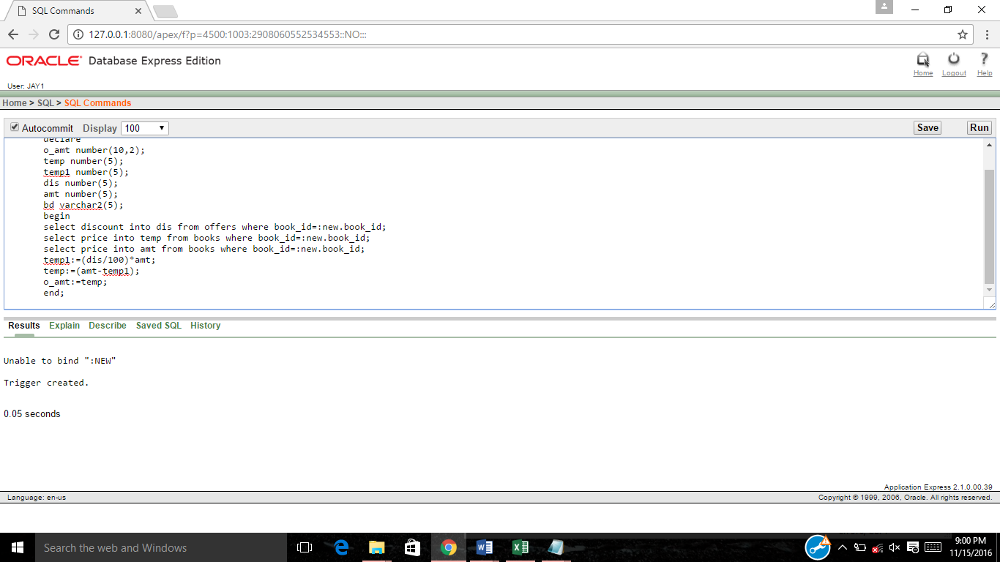 SQL Commands
127.0.0.1:8080/apex/f?p=4500:1003:2908060552534553::NO:::
ORACLE Database Express Edition
Home Logout Help
User: JAY1
Home > SQL > SQL Commands
Autocommit Display 100 Save Run
declare
o_amt number(10,2);
temp number(5);
temp1 number(5);
dis number(5);
amt number(5);
bd varchar2(5);
begin
select discount into dis from offers where book_id=:new.book_id;
select price into temp from books where book_id=:new.book_id;
select price into amt from books where book_id=:new.book_id;
temp1:=(dis/100)*amt;
temp:=(amt-temp1);
o_amt:=temp;
end;
Results Explain Describe Saved SQL History
Unable to bind ":NEW"
Trigger created.
0.05 seconds
Application Express 2.1.0.00.39
Language: en-us Copyright © 1999, 2006, Oracle. All rights reserved.
Search the web and Windows
9:00 PM
11/15/2016